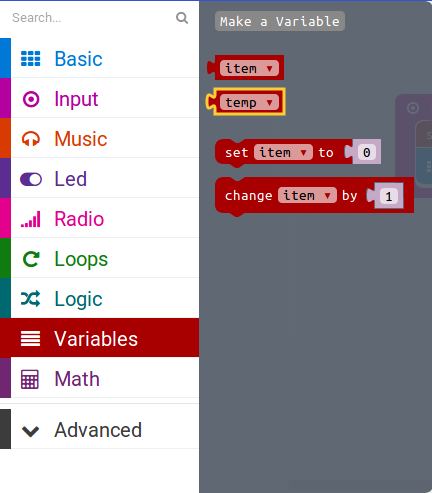 Search...
Basic
Input
Music
Led
Radio
Loops
Logic
Variables
Math
Advanced
Make a Variable
item
temp
set item to 0
change item by 1